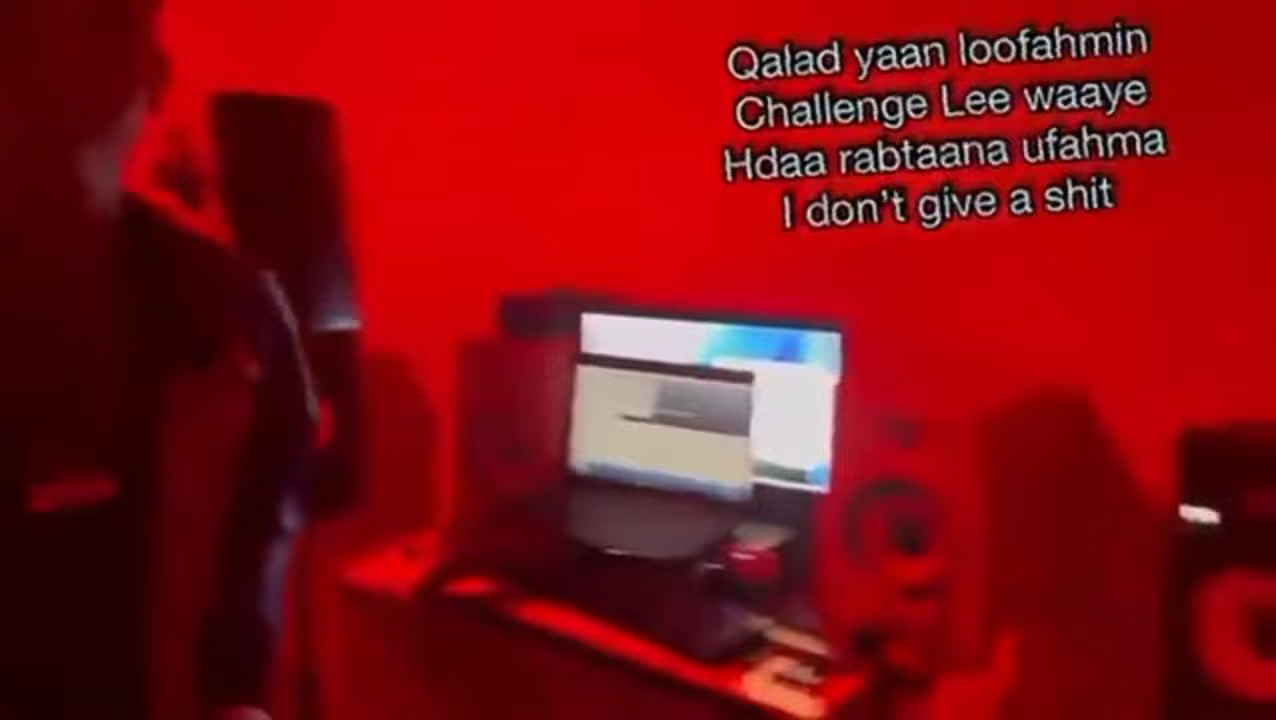 Qalad yaan loofahmin
Challenge Lee waaye
Hdaa rabtaana ufahma
I don't give a shit